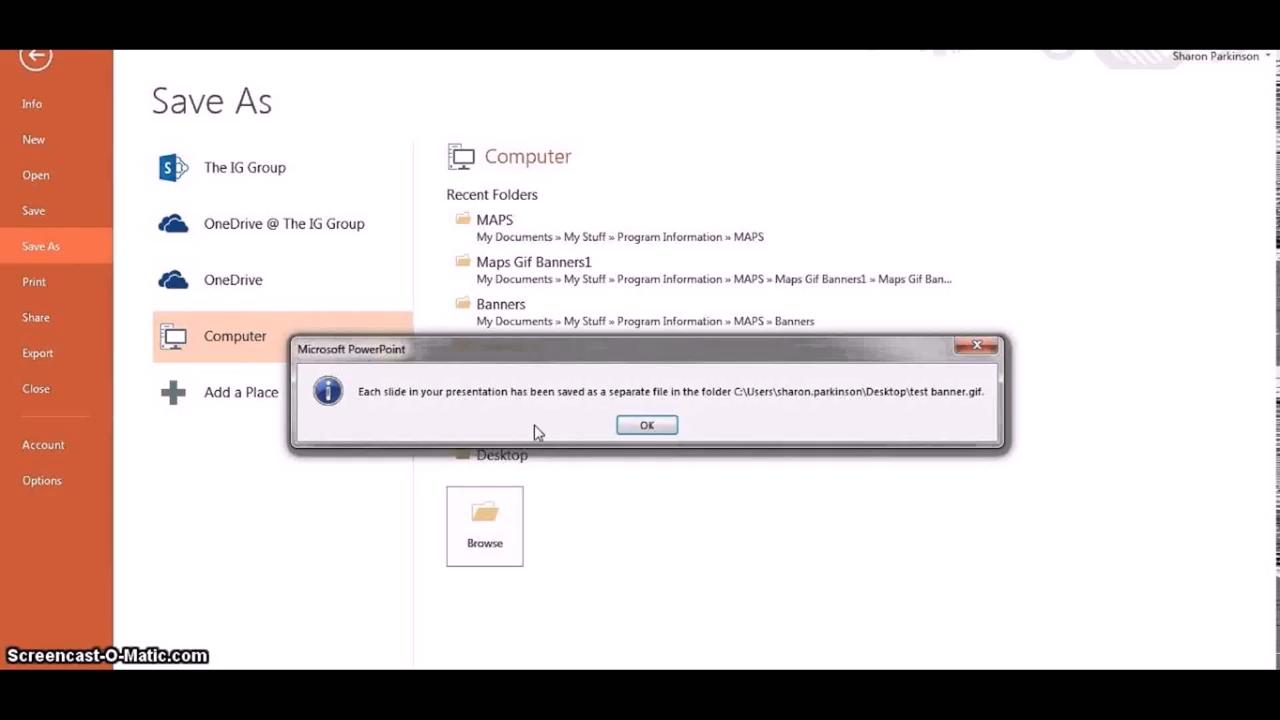 Sharon Parkinson
Save As
Info
New
Open
Save
Save As
Print
Share
Export
Close
Account
Options
The IG Group
OneDrive @ The IG Group
OneDrive
Computer
Add a Place
Computer
Recent Folders
MAPS
My Documents » My Stuff » Program Information » MAPS
Maps Gif Banners1
My Documents » My Stuff » Program Information » MAPS » Maps Gif Banners1 » Maps Gif Ban...
Banners
My Documents » My Stuff » Program Information » MAPS » Banners
Microsoft PowerPoint
Each slide in your presentation has been saved as a separate file in the folder C:\Users\sharon.parkinson\Desktop\test banner.gif.
OK
Desktop
Browse
Screencast-O-Matic.com